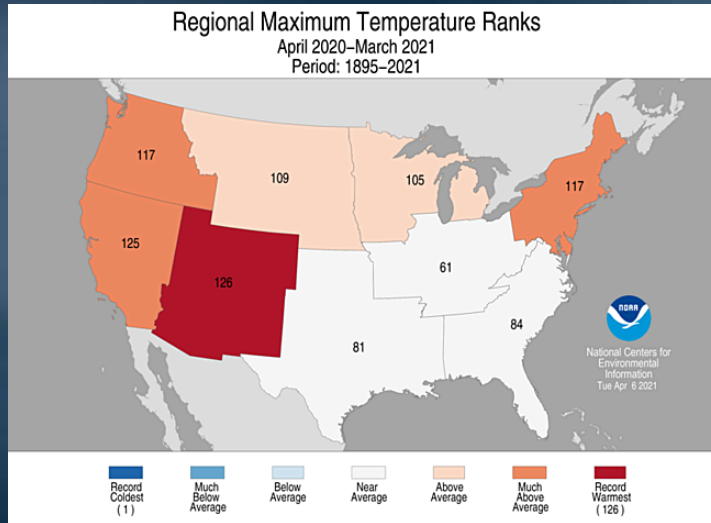 Regional Maximum Temperature Ranks
April 2020–March 2021
Period: 1895–2021
117
109
105
117
125
126
61
84
81
NOAA
National Centers for
Environmental
Information
Tue Apr 6 2021
Record
Coldest
(1)
Much
Below
Average
Below
Average
Near
Average
Above
Average
Much
Above
Average
Record
Warmest
(126)